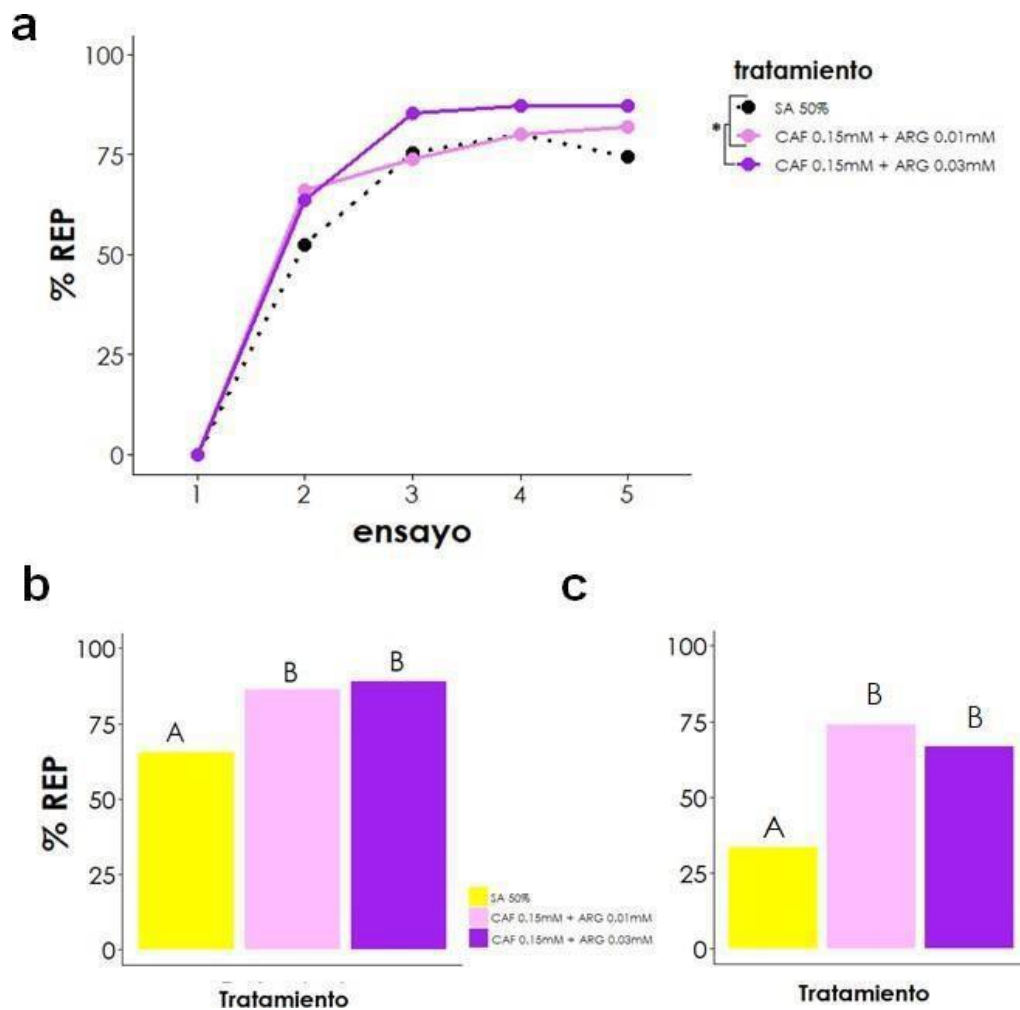 a
100
75
50
25
0
% REP
1 2 3 4 5
ensayo
tratamiento
SA 50%
CAF 0.15mM + ARG 0.01mM
CAF 0.15mM + ARG 0.03mM
*
b
100
75
50
25
0
% REP
A
B
B
Tratamiento
SA 50%
CAF 0.15mM + ARG 0.01mM
CAF 0.15mM + ARG 0.03mM
c
100
75
50
25
0
A
B
B
Tratamiento